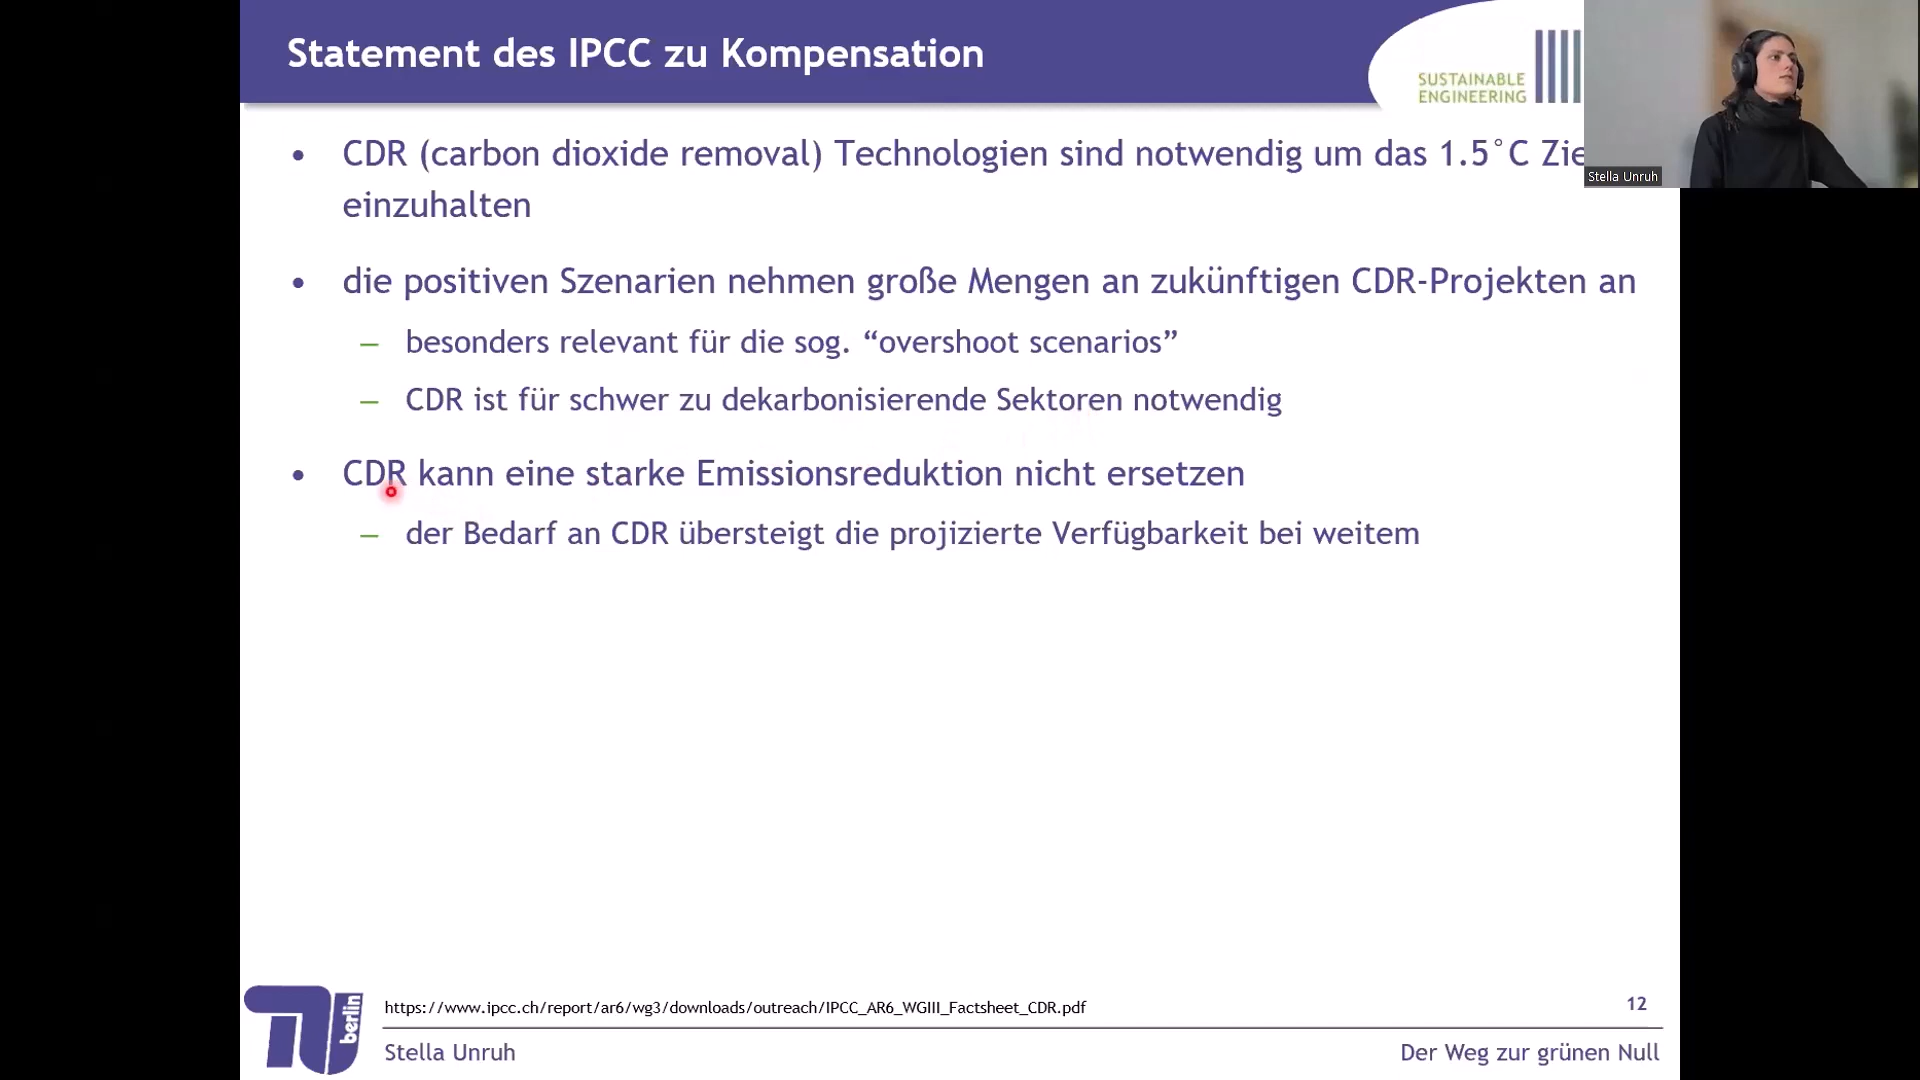 Statement des IPCC zu Kompensation
SUSTAINABLE
ENGINEERING
Stella Unruh
• CDR (carbon dioxide removal) Technologien sind notwendig um das 1.5°C
einzuhalten
• die positiven Szenarien nehmen große Mengen an zukünftigen CDR-Projekten an
– besonders relevant für die sog. “overshoot scenarios”
– CDR ist für schwer zu dekarbonisierende Sektoren notwendig
• CDR kann eine starke Emissionsreduktion nicht ersetzen
– der Bedarf an CDR übersteigt die projizierte Verfügbarkeit bei weitem
berlin
https://www.ipcc.ch/report/ar6/wg3/downloads/outreach/IPCC_AR6_WGIII_Factsheet_CDR.pdf
12
Stella Unruh
Der Weg zur grünen Null